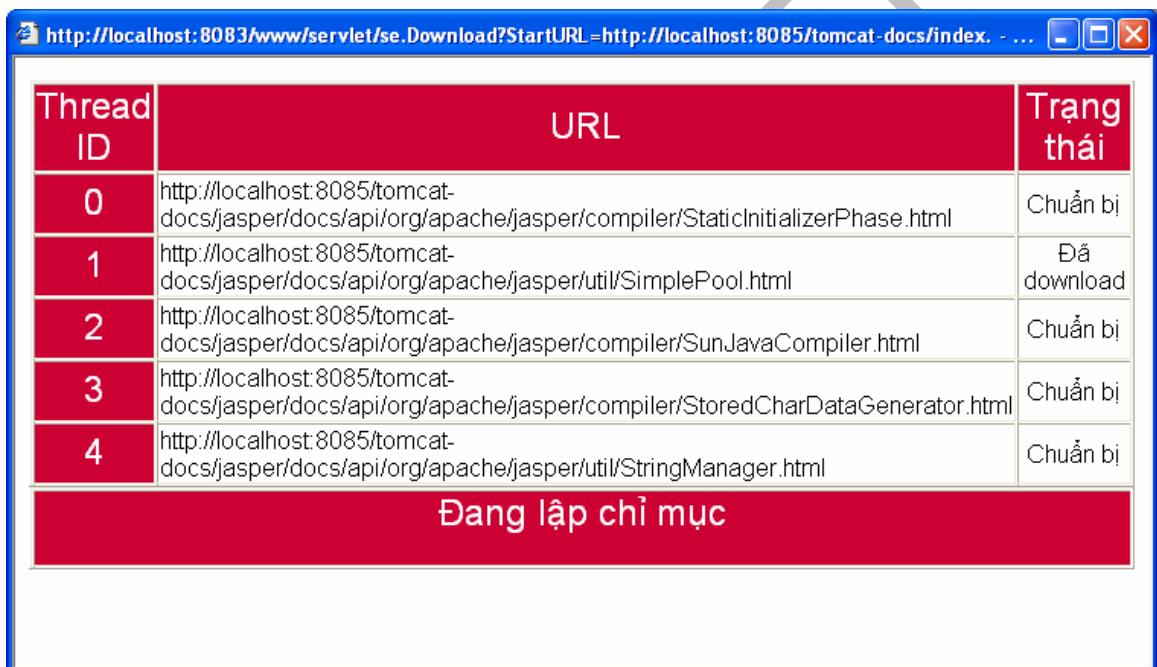 http://localhost:8083/www/servlet/se.Download?StartURL=http://localhost:8085/tomcat-docs/index. - ...
Thread
ID
URL
Trạng
thái
0
http://localhost:8085/tomcat-
docs/jasper/docs/api/org/apache/jasper/compiler/StaticInitializerPhase.html
Chuẩn bị
1
http://localhost:8085/tomcat-
docs/jasper/docs/api/org/apache/jasper/util/SimplePool.html
Đã
download
2
http://localhost:8085/tomcat-
docs/jasper/docs/api/org/apache/jasper/compiler/SunJavaCompiler.html
Chuẩn bị
3
http://localhost:8085/tomcat-
docs/jasper/docs/api/org/apache/jasper/compiler/StoredCharDataGenerator.html
Chuẩn bị
4
http://localhost:8085/tomcat-
docs/jasper/docs/api/org/apache/jasper/util/StringManager.html
Chuẩn bị
Đang lập chỉ mục